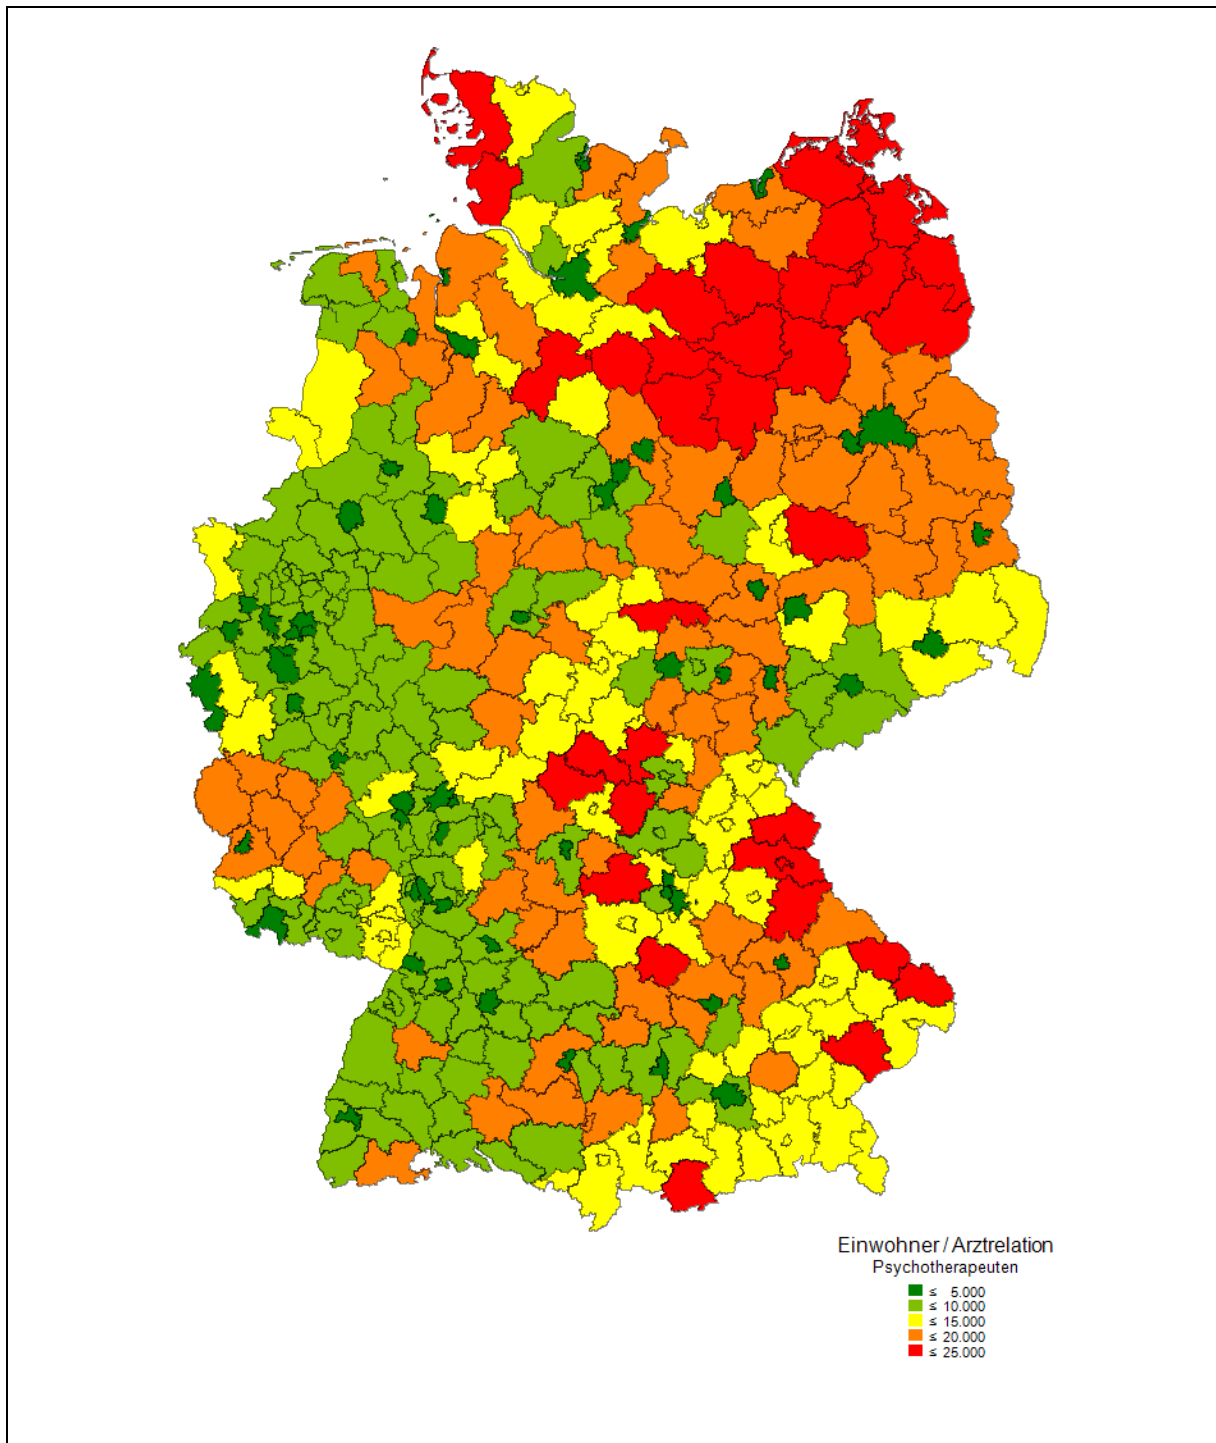 Einwohner / Arztrelation
Psychotherapeuten
≤ 5.000
≤ 10.000
≤ 15.000
≤ 20.000
≤ 25.000